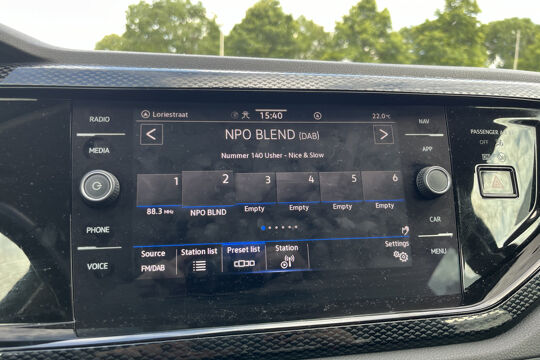 RADIO
MEDIA
PHONE
VOICE
Loriestraat
15:40
22.0°C
NPO BLEND (DAB)
Nummer 140 Usher - Nice & Slow
1 2 3 4 5 6
88.3 MHz NPO BLND Empty Empty Empty Empty
Source Station list Preset list Station
FM/DAB
Settings
NAV
APP
CAR
MENU
PASSENGER
OFF